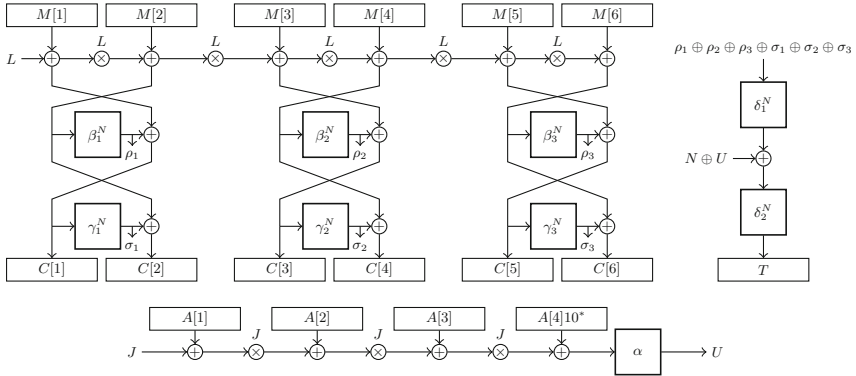 M[1] M[2] M[3] M[4] M[5] M[6]
L L L L L
L
ρ₁ ⊕ ρ₂ ⊕ ρ₃ ⊕ σ₁ ⊕ σ₂ ⊕ σ₃
δ₁ᴺ
β₁ᴺ β₂ᴺ β₃ᴺ
ρ₁ ρ₂ ρ₃
N ⊕ U
δ₂ᴺ
γ₁ᴺ γ₂ᴺ γ₃ᴺ
σ₁ σ₂ σ₃
C[1] C[2] C[3] C[4] C[5] C[6] T
A[1] A[2] A[3] A[4]10*
J J J
J α U